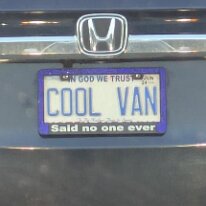 IN GOD WE TRUST
COOL VAN
Said no one ever